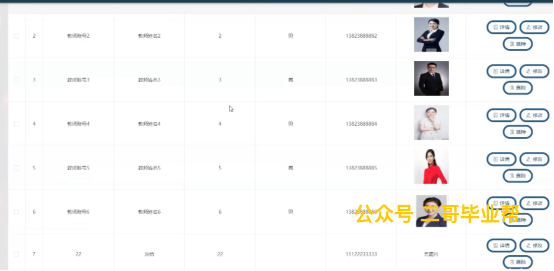 2 教师账号2 教师姓名2 2 男 13823888882 详情 修改
删除
3 教师账号3 教师姓名3 3 男 13823888883 详情 修改
删除
4 教师账号4 教师姓名4 4 男 13823888884 详情 修改
删除
5 教师账号5 教师姓名5 5 男 13823888885 详情 修改
删除
6 教师账号6 教师姓名6 6 男 详情 修改
公众号 二哥毕业帮
删除
7 22 22 11122233333 无图片 详情 修改
删除